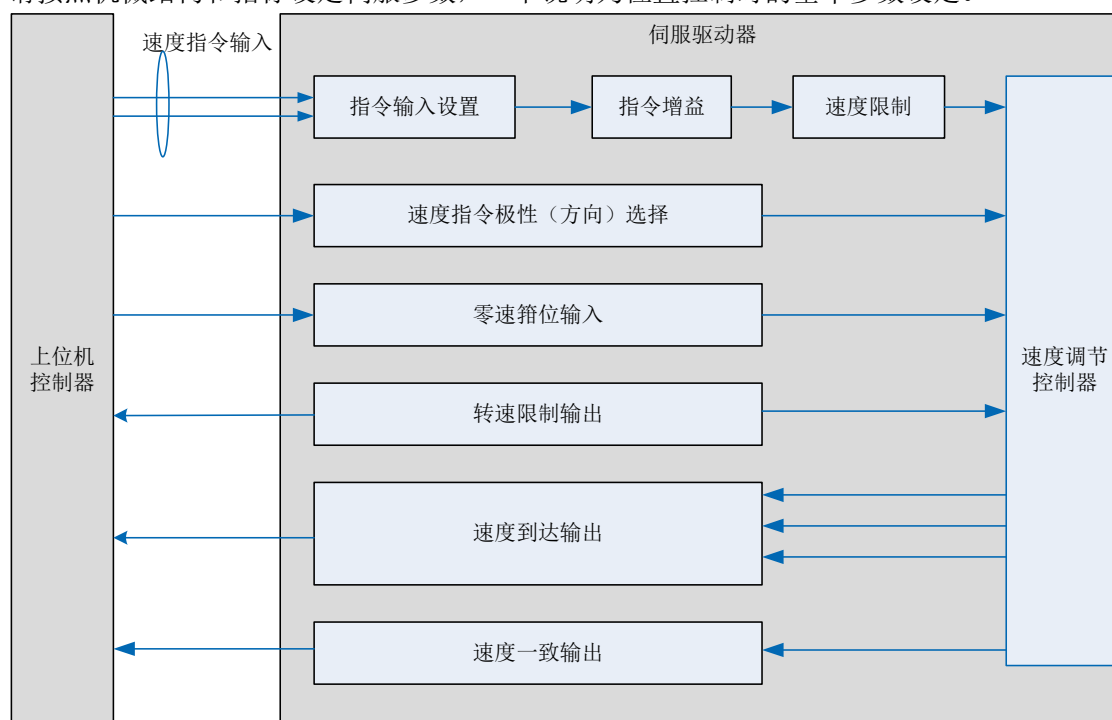 速度指令输入
伺服驱动器
指令输入设置
指令增益
速度限制
速度指令极性（方向）选择
零速箝位输入
上位机
控制器
速度调节
控制器
转速限制输出
速度到达输出
速度一致输出